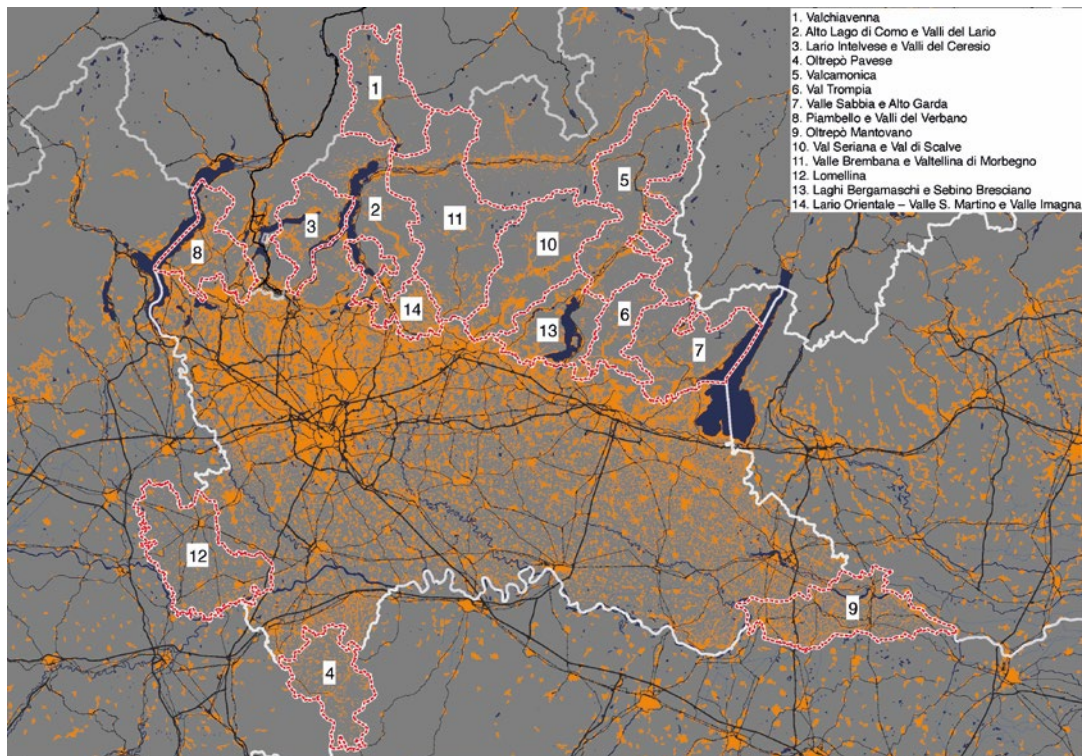 1. Valchiavenna
2. Alto Lago di Como e Valli del Lario
3. Lario Intelvese e Valli del Ceresio
4. Oltrepò Pavese
5. Valcamonica
6. Val Trompia
7. Valle Sabbia e Alto Garda
8. Piambello e Valli del Verbano
9. Oltrepò Mantovano
10. Val Seriana e Val di Scalve
11. Valle Brembana e Valtellina di Morbegno
12. Lomellina
13. Laghi Bergamaschi e Sebino Bresciano
14. Lario Orientale – Valle S. Martino e Valle Imagna
1
5
2
11
3
10
8
14
6
13
7
12
9
4